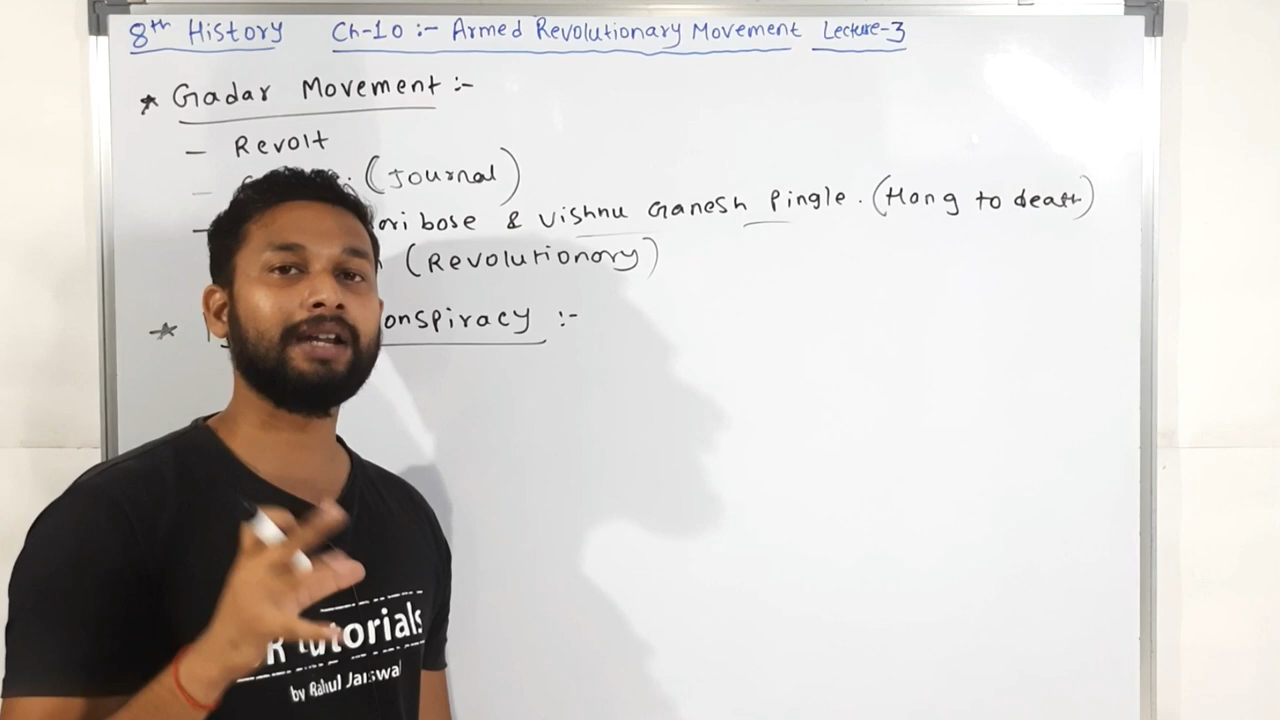 8th History Ch-10 :- Armed Revolutionary Movement Lecture-3
* Gadar Movement :-
- Revolt
- (Journal)
- bose & Vishnu Ganesh Pingle. (Hang to death)
(Revolutionary)
* onspiracy :-
R tutorials
by Rahul Jaiswal